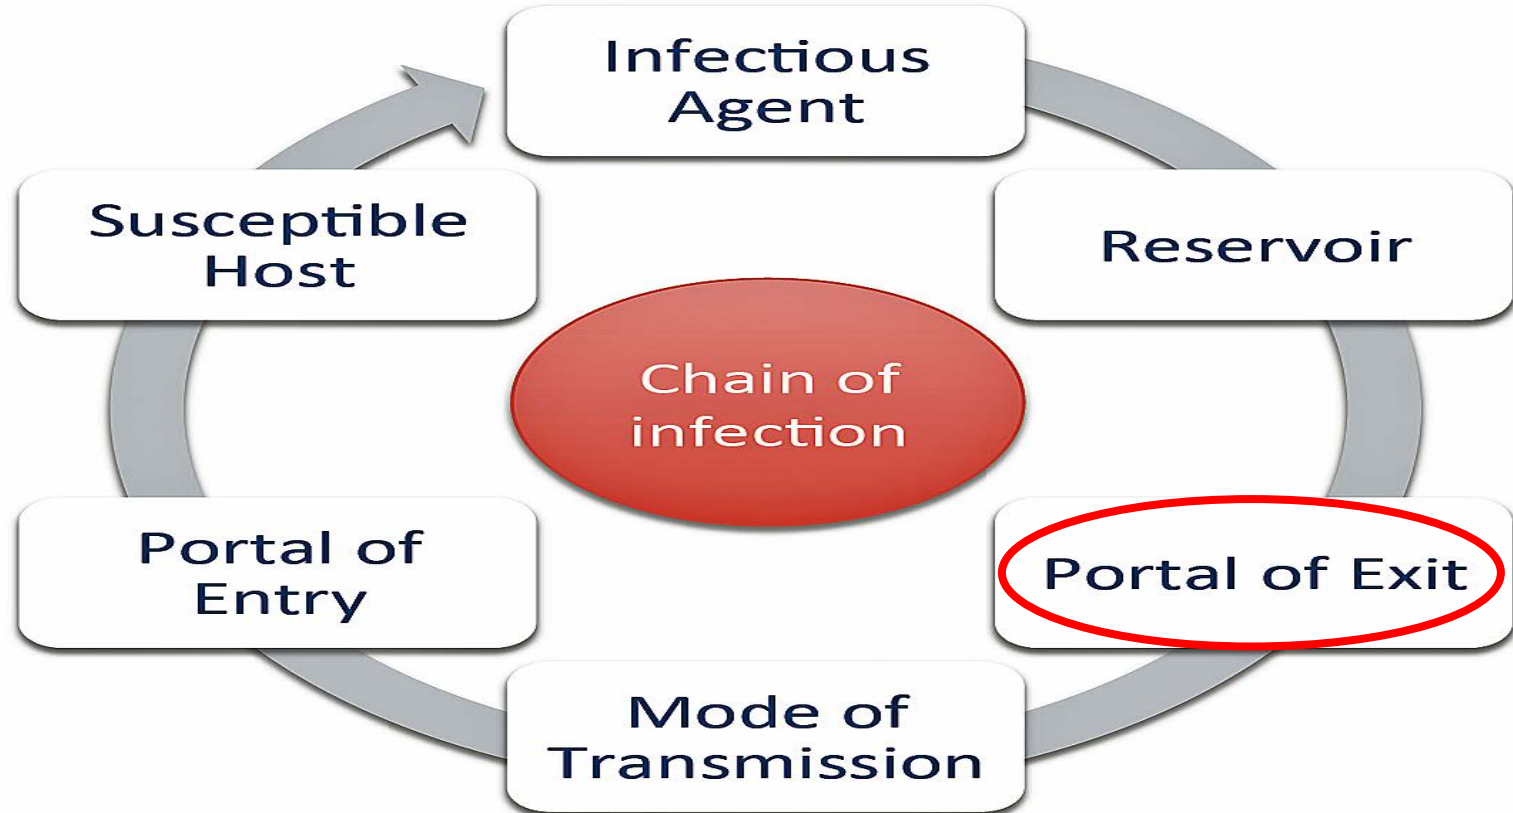 Infectious
Agent
Reservoir
Portal of Exit
Mode of
Transmission
Portal of
Entry
Susceptible
Host
Chain of
infection